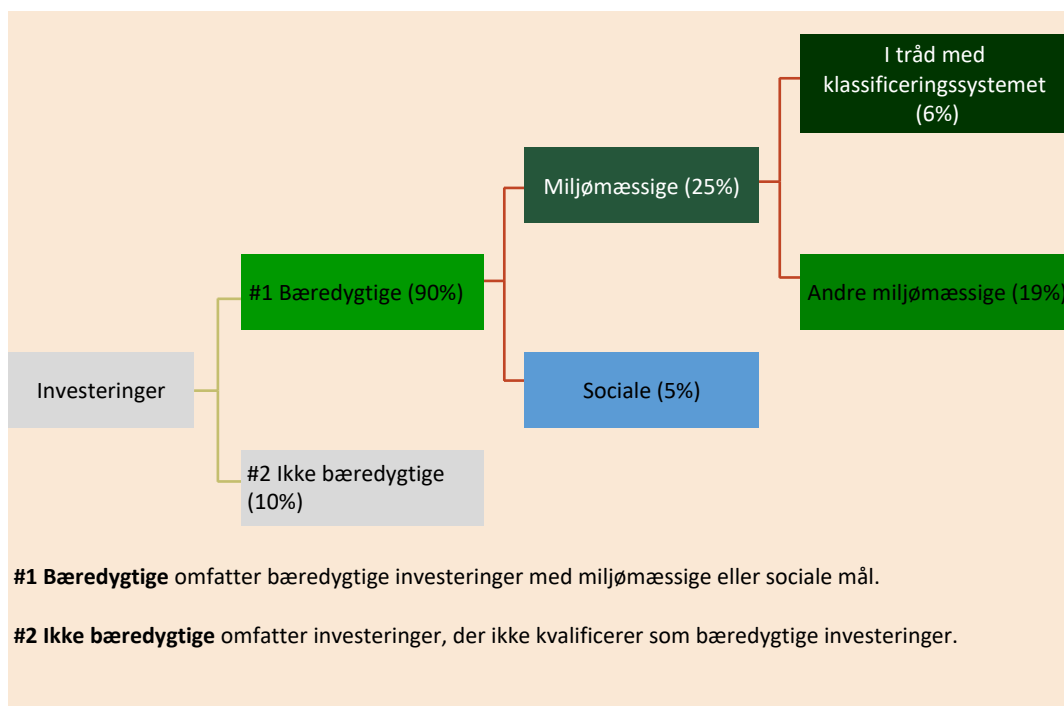 I tråd med
klassificeringssystemet
(6%)
Miljømæssige (25%)
#1 Bæredygtige (90%)
Andre miljømæssige (19%)
Investeringer
Sociale (5%)
#2 Ikke bæredygtige
(10%)
#1 Bæredygtige omfatter bæredygtige investeringer med miljømæssige eller sociale mål.
#2 Ikke bæredygtige omfatter investeringer, der ikke kvalificerer som bæredygtige investeringer.